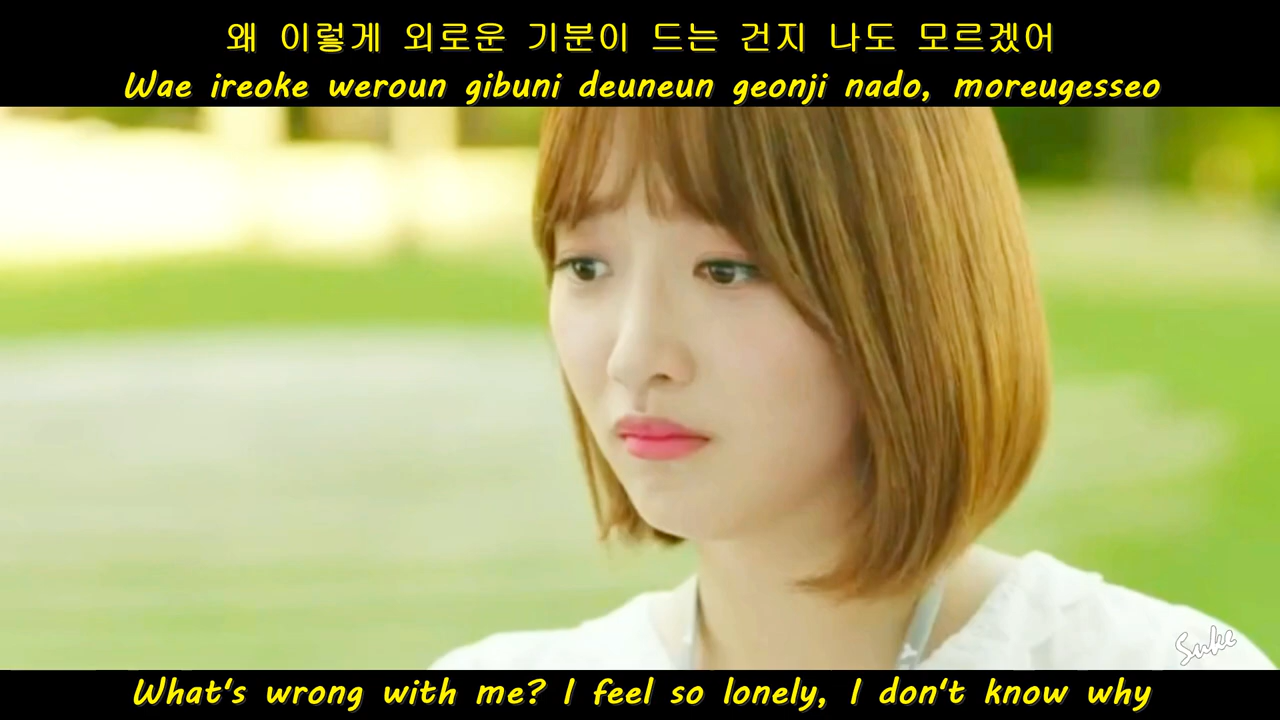 왜 이렇게 외로운 기분이 드는 건지 나도 모르겠어
Wae ireoke weroun gibuni deuneun geonji nado, moreugesseo
Suke
What's wrong with me? I feel so lonely, I don't know why